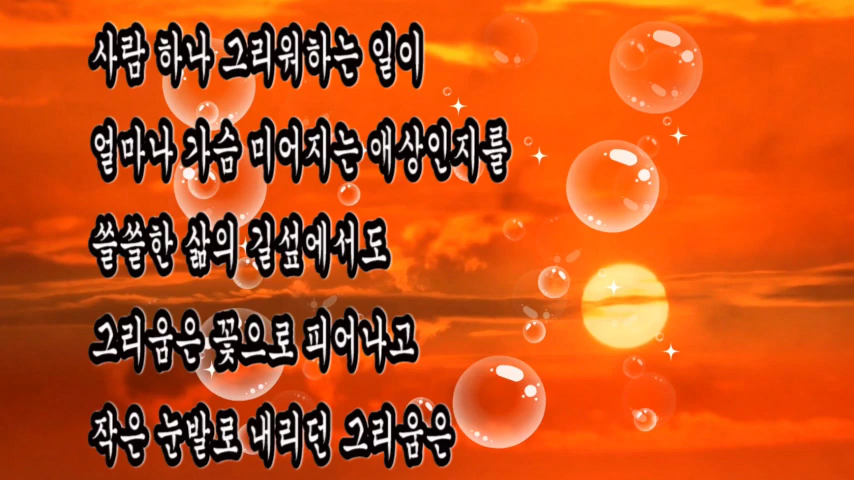 사람 하나 그리워하는 일이
얼마나 가슴 미어지는 애상인지를
쓸쓸한 삶의 길섶에서도
그리움은 꽃으로 피어나고
작은 눈발로 내리던 그리움은